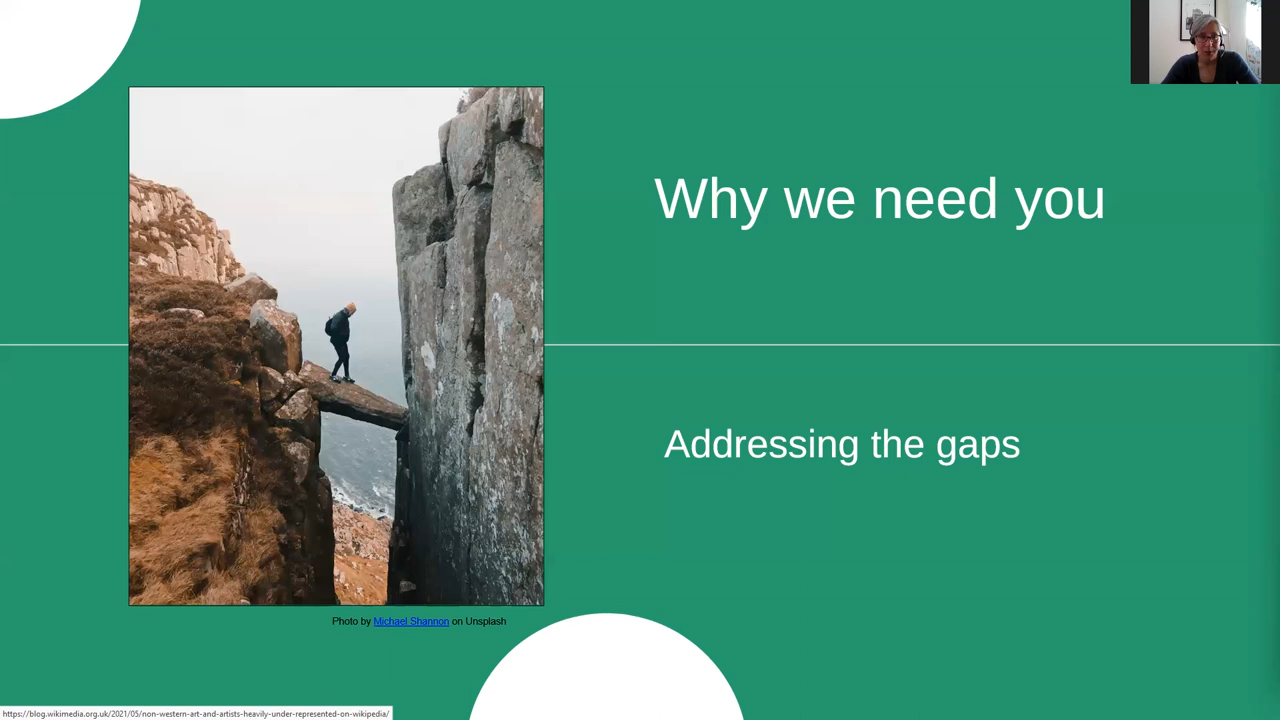 Why we need you
Addressing the gaps
Photo by Michael Shannon on Unsplash
https://blog.wikimedia.org.uk/2021/05/non-western-art-and-artists-heavily-under-represented-on-wikipedia/